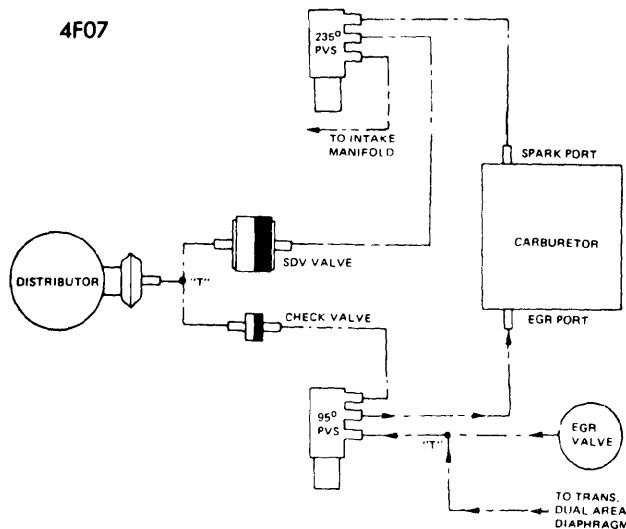 4F07
235° PVS
TO INTAKE
MANIFOLD
SPARK PORT
CARBURETOR
EGR PORT
SDV VALVE
DISTRIBUTOR
"T"
CHECK VALVE
95° PVS
"T"
EGR
VALVE
TO TRANS.
DUAL AREA
DIAPHRAGM